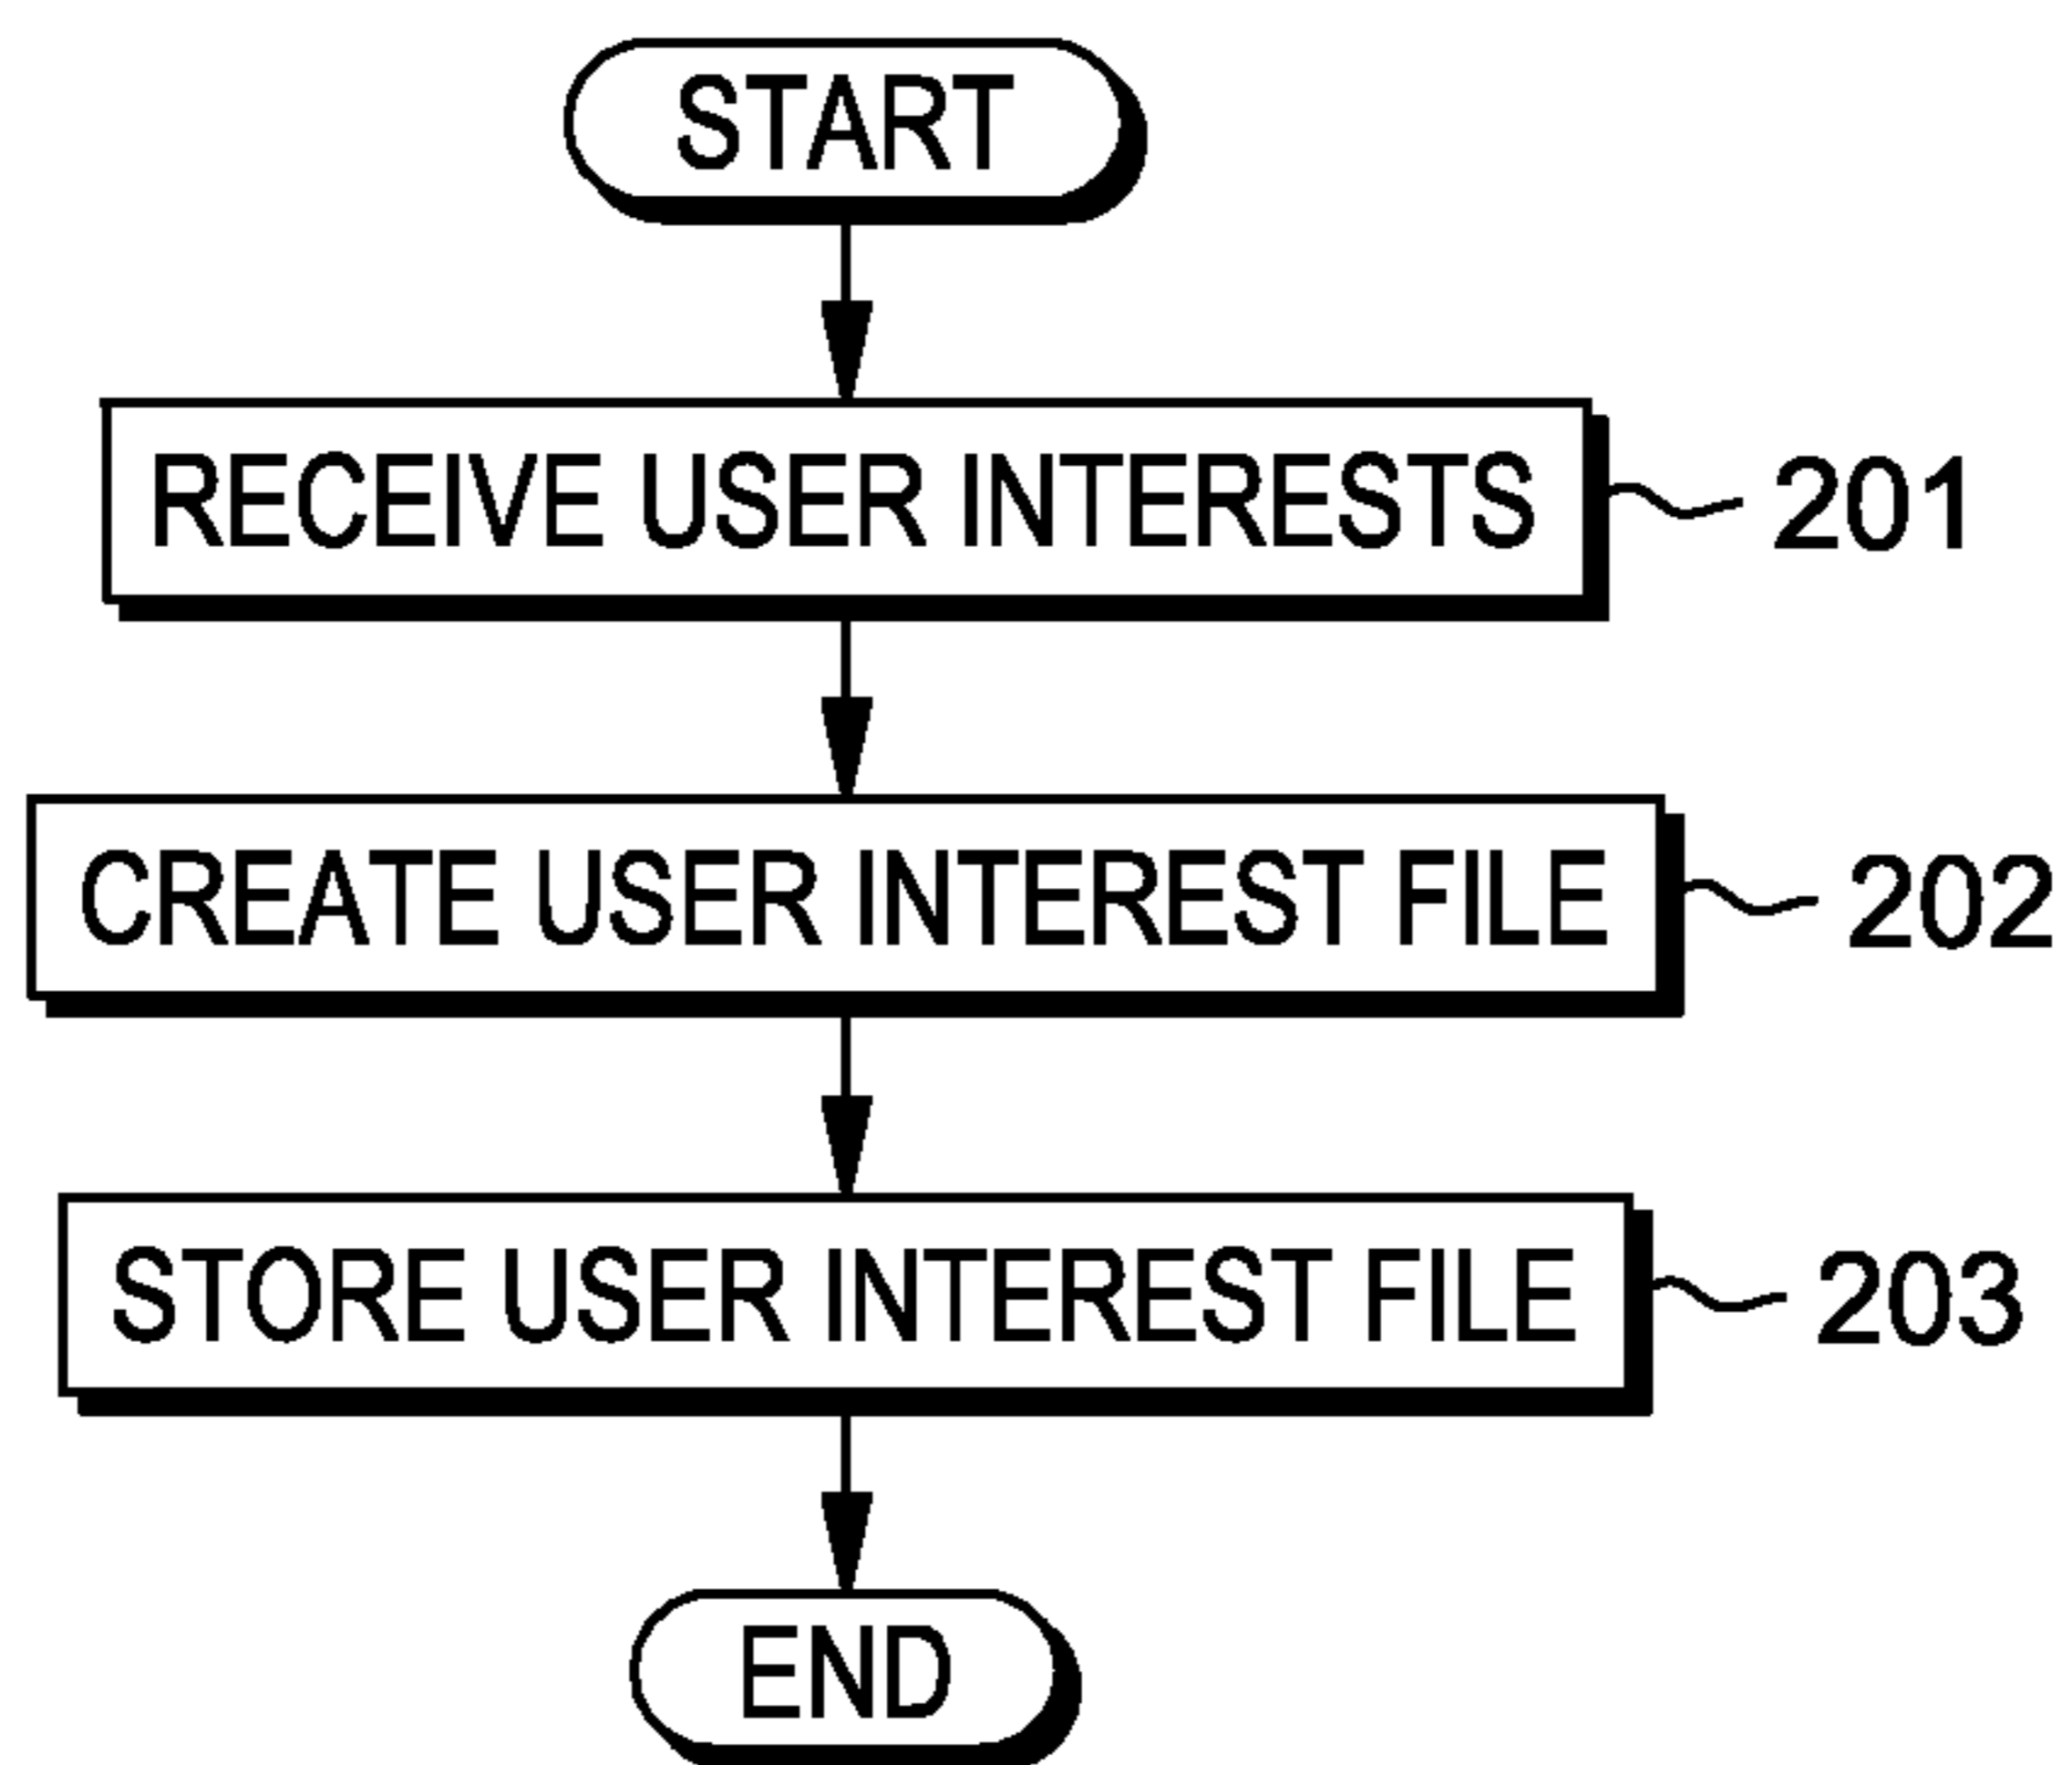 START
RECEIVE USER INTERESTS 201
CREATE USER INTEREST FILE 202
STORE USER INTEREST FILE 203
END